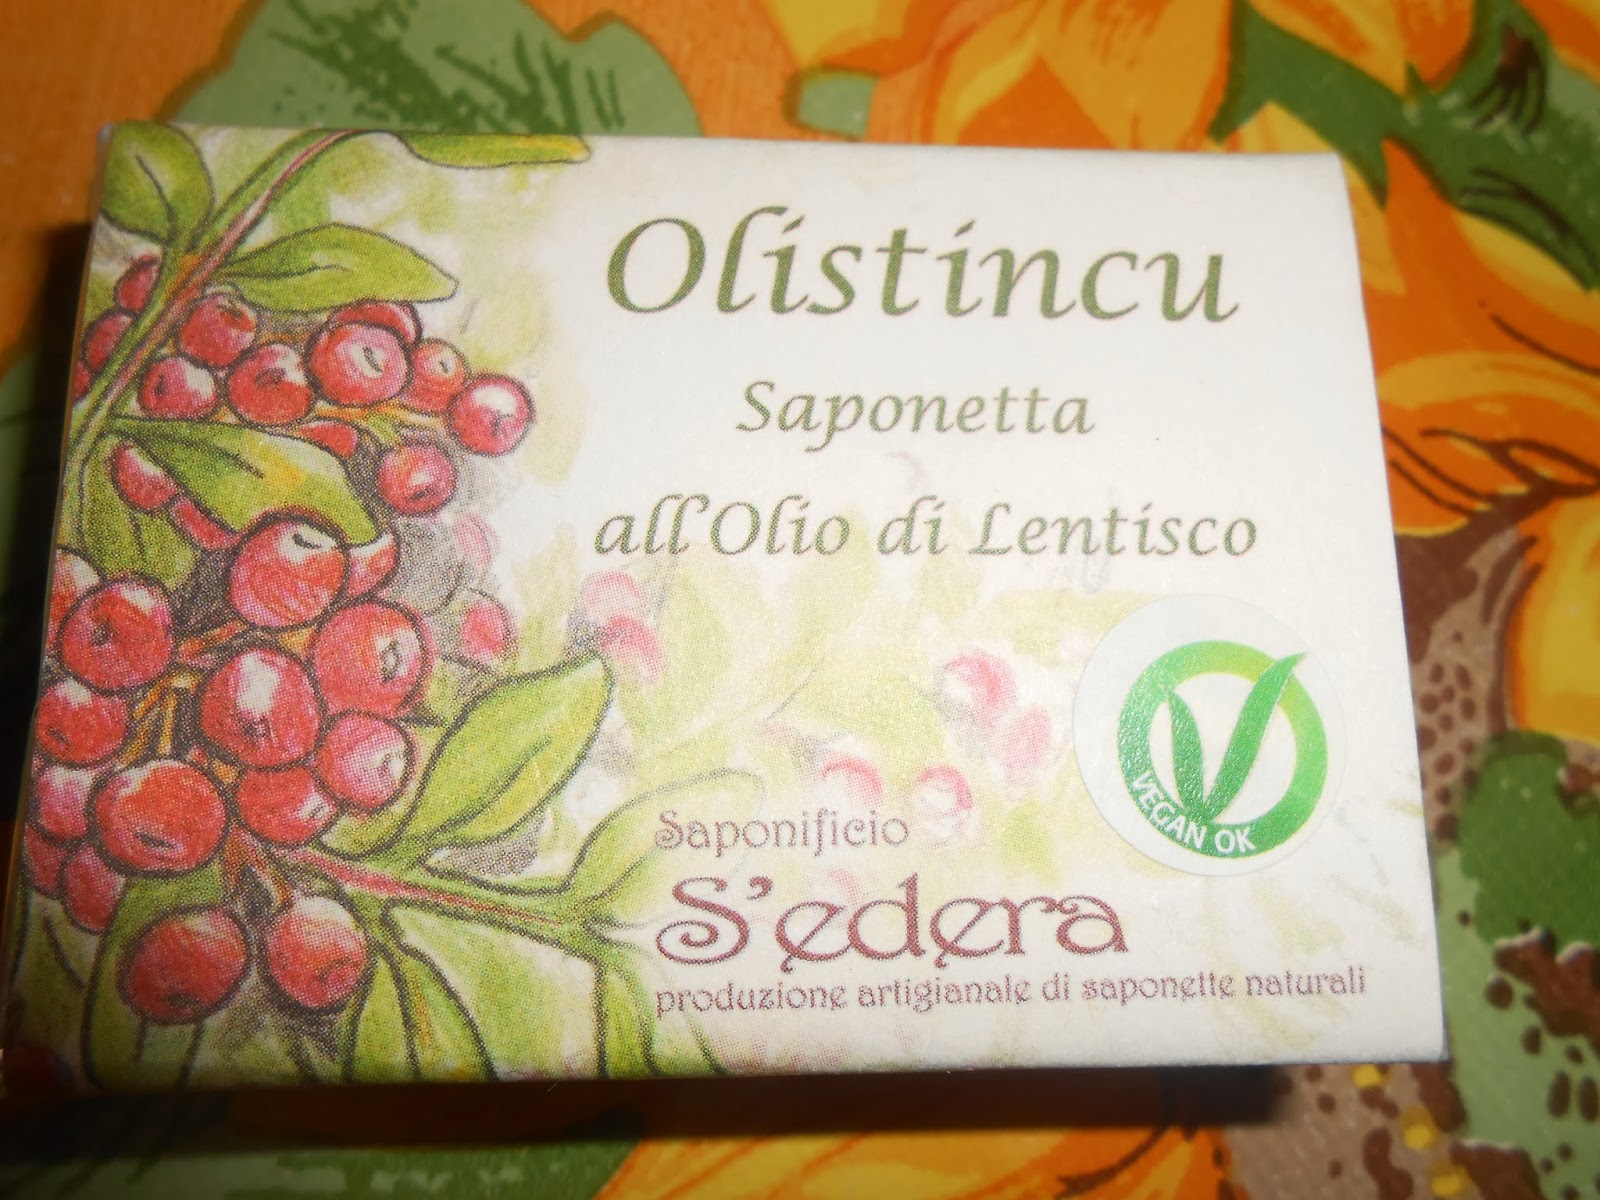 Olistincu
Saponetta
all'Olio di Lentisco
VEGAN OK
Saponificio
S'edera
produzione artigianale di saponette naturali